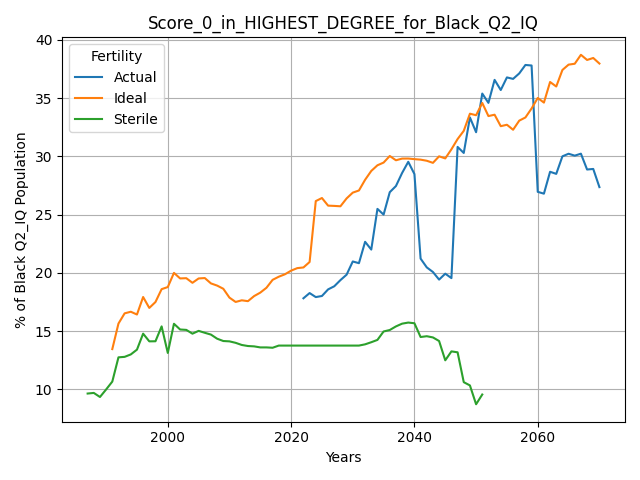 Score_0_in_HIGHEST_DEGREE_for_Black_Q2_IQ
40
35
30
25
20
15
10
% of Black Q2_IQ Population
Fertility
Actual
Ideal
Sterile
2000
2020
2040
2060
Years